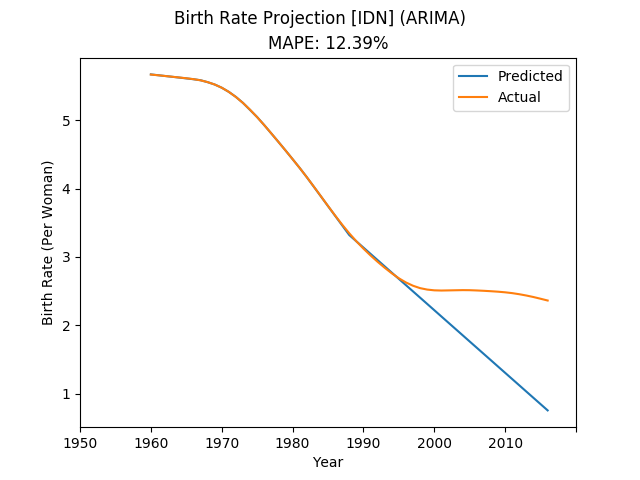 Birth Rate Projection [IDN] (ARIMA)
MAPE: 12.39%
Predicted
Actual
5
4
3
2
1
Birth Rate (Per Woman)
1950
1960
1970
1980
1990
2000
2010
Year